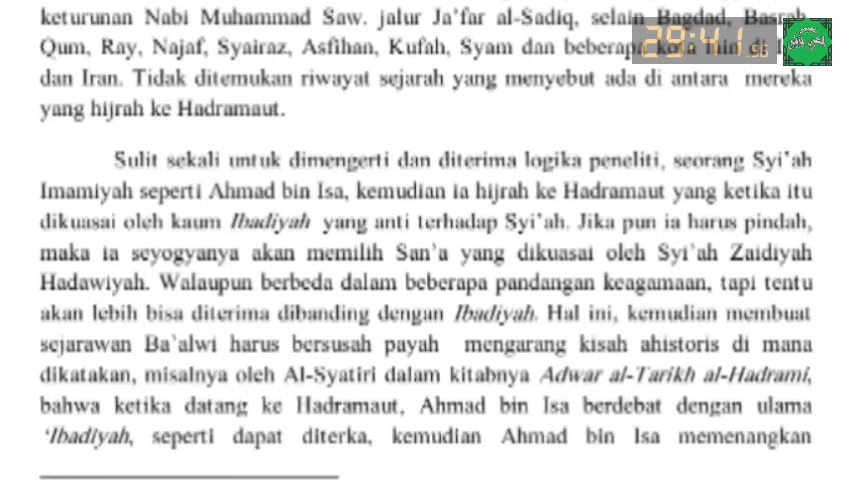 keturunan Nabi Muhammad Saw. jalur Ja'far al-Sadiq, selain Bagdad, Basrah,
Qum, Ray, Najaf, Syairaz, Asfihan, Kufah, Syam dan beberapa kota lain di
29:41.96
dan Iran. Tidak ditemukan riwayat sejarah yang menyebut ada di antara mereka
yang hijrah ke Hadramaut.
Sulit sekali untuk dimengerti dan diterima logika peneliti, seorang Syi'ah
Imamiyah seperti Ahmad bin Isa, kemudian ia hijrah ke Hadramaut yang ketika itu
dikuasai oleh kaum Ibadiyah yang anti terhadap Syi'ah. Jika pun ia harus pindah,
maka ia seyogyanya akan memilih San'a yang dikuasai oleh Syi'ah Zaidiyah
Hadawiyah. Walaupun berbeda dalam beberapa pandangan keagamaan, tapi tentu
akan lebih bisa diterima dibanding dengan Ibadiyah. Hal ini, kemudian membuat
sejarawan Ba'alwi harus bersusah payah mengarang kisah ahistoris di mana
dikatakan, misalnya oleh Al-Syatiri dalam kitabnya Adwar al-Tarikh al-Hadrami,
bahwa ketika datang ke Hadramaut, Ahmad bin Isa berdebat dengan ulama
'Ibadiyah, seperti dapat diterka, kemudian Ahmad bin Isa memenangkan